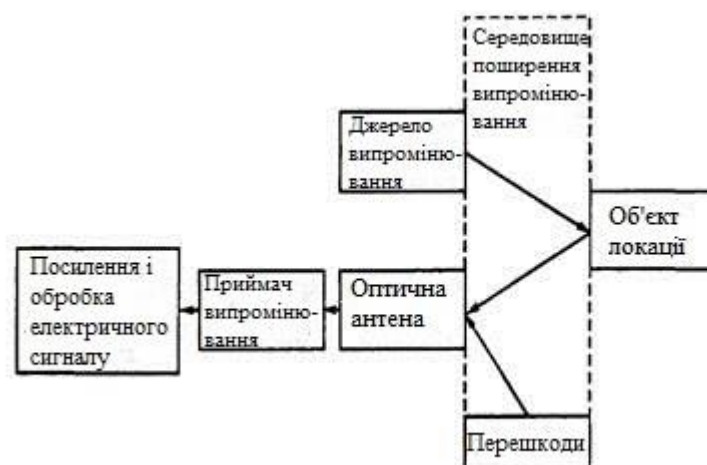 Середовище
поширення
випроміню-
вання
Джерело
випроміню-
вання
Об'єкт
локації
Оптична
антена
Приймач
випроміню-
вання
Посилення і
обробка
електричного
сигналу
Перешкоди